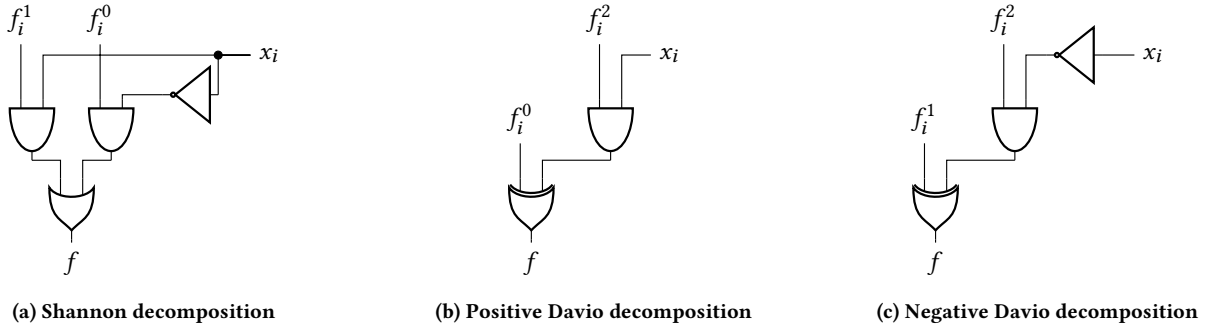 f_i^1 f_i^0 x_i
f
(a) Shannon decomposition
f_i^2
x_i
f_i^0
f
(b) Positive Davio decomposition
f_i^2
x_i
f_i^1
f
(c) Negative Davio decomposition